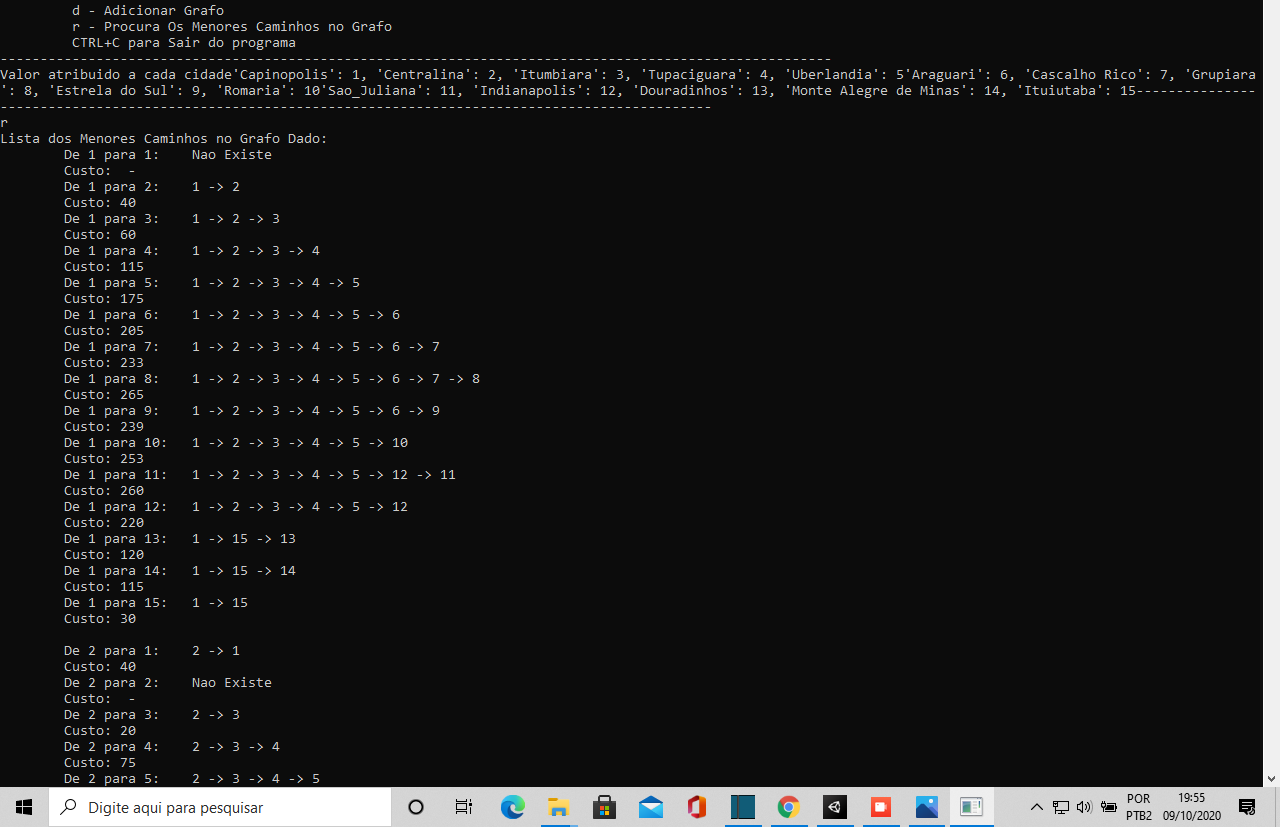 d - Adicionar Grafo
r - Procura Os Menores Caminhos no Grafo
CTRL+C para Sair do programa
--------------------------------------------------------------------------------------------------------
Valor atribuido a cada cidade'Capinopolis': 1, 'Centralina': 2, 'Itumbiara': 3, 'Tupaciguara': 4, 'Uberlandia': 5'Araguari': 6, 'Cascalho Rico': 7, 'Grupiara
': 8, 'Estrela do Sul': 9, 'Romaria': 10'Sao_Juliana': 11, 'Indianapolis': 12, 'Douradinhos': 13, 'Monte Alegre de Minas': 14, 'Ituiutaba': 15---------------
-----------------------------------------------------------------------------------------
r
Lista dos Menores Caminhos no Grafo Dado:
De 1 para 1: Nao Existe
Custo: -
De 1 para 2: 1 -> 2
Custo: 40
De 1 para 3: 1 -> 2 -> 3
Custo: 60
De 1 para 4: 1 -> 2 -> 3 -> 4
Custo: 115
De 1 para 5: 1 -> 2 -> 3 -> 4 -> 5
Custo: 175
De 1 para 6: 1 -> 2 -> 3 -> 4 -> 5 -> 6
Custo: 205
De 1 para 7: 1 -> 2 -> 3 -> 4 -> 5 -> 6 -> 7
Custo: 233
De 1 para 8: 1 -> 2 -> 3 -> 4 -> 5 -> 6 -> 7 -> 8
Custo: 265
De 1 para 9: 1 -> 2 -> 3 -> 4 -> 5 -> 6 -> 9
Custo: 239
De 1 para 10: 1 -> 2 -> 3 -> 4 -> 5 -> 10
Custo: 253
De 1 para 11: 1 -> 2 -> 3 -> 4 -> 5 -> 12 -> 11
Custo: 260
De 1 para 12: 1 -> 2 -> 3 -> 4 -> 5 -> 12
Custo: 220
De 1 para 13: 1 -> 15 -> 13
Custo: 120
De 1 para 14: 1 -> 15 -> 14
Custo: 115
De 1 para 15: 1 -> 15
Custo: 30
De 2 para 1: 2 -> 1
Custo: 40
De 2 para 2: Nao Existe
Custo: -
De 2 para 3: 2 -> 3
Custo: 20
De 2 para 4: 2 -> 3 -> 4
Custo: 75
De 2 para 5: 2 -> 3 -> 4 -> 5
Digite aqui para pesquisar
POR
PTB2
19:55
09/10/2020